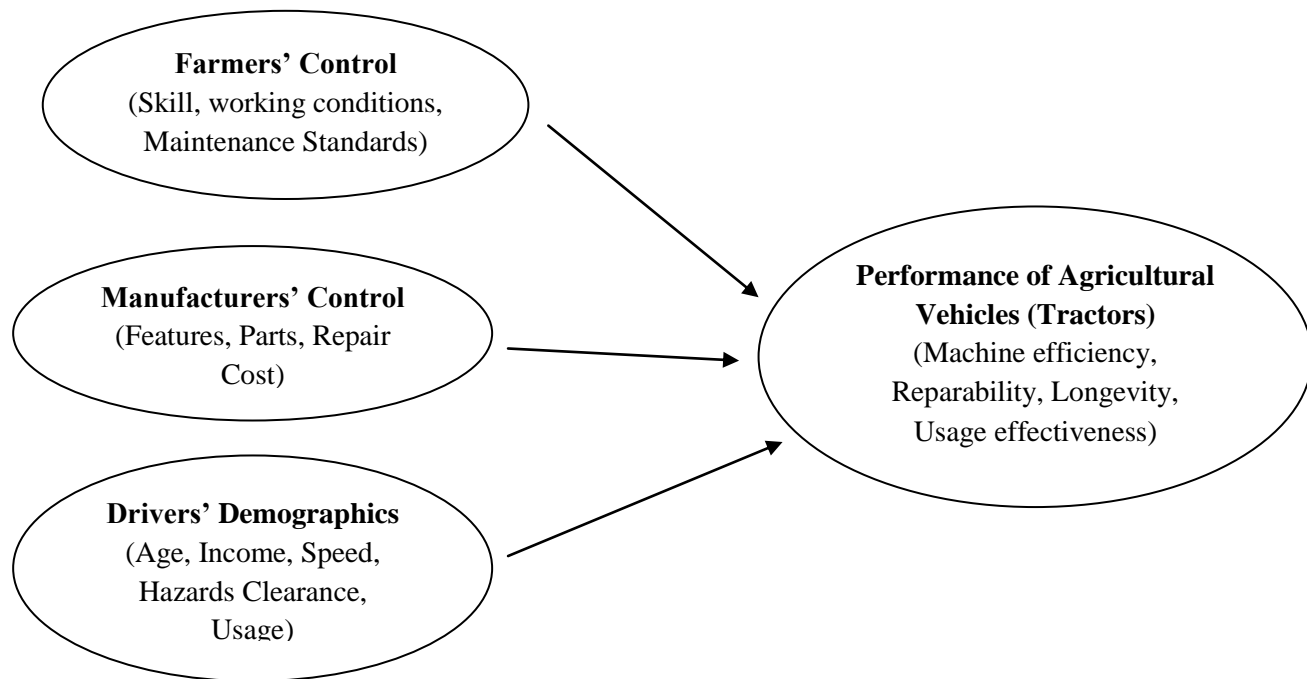 Farmers’ Control
(Skill, working conditions,
Maintenance Standards)
Manufacturers’ Control
(Features, Parts, Repair
Cost)
Drivers’ Demographics
(Age, Income, Speed,
Hazards Clearance,
Usage)
Performance of Agricultural
Vehicles (Tractors)
(Machine efficiency,
Reparability, Longevity,
Usage effectiveness)